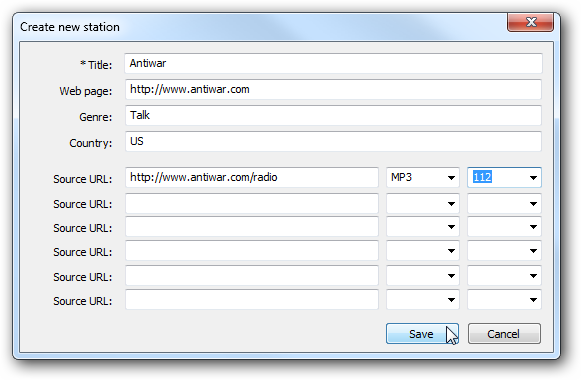 Create new station
* Title: Antiwar
Web page: http://www.antiwar.com
Genre: Talk
Country: US
Source URL: http://www.antiwar.com/radio MP3 112
Source URL:
Source URL:
Source URL:
Source URL:
Source URL:
Save Cancel